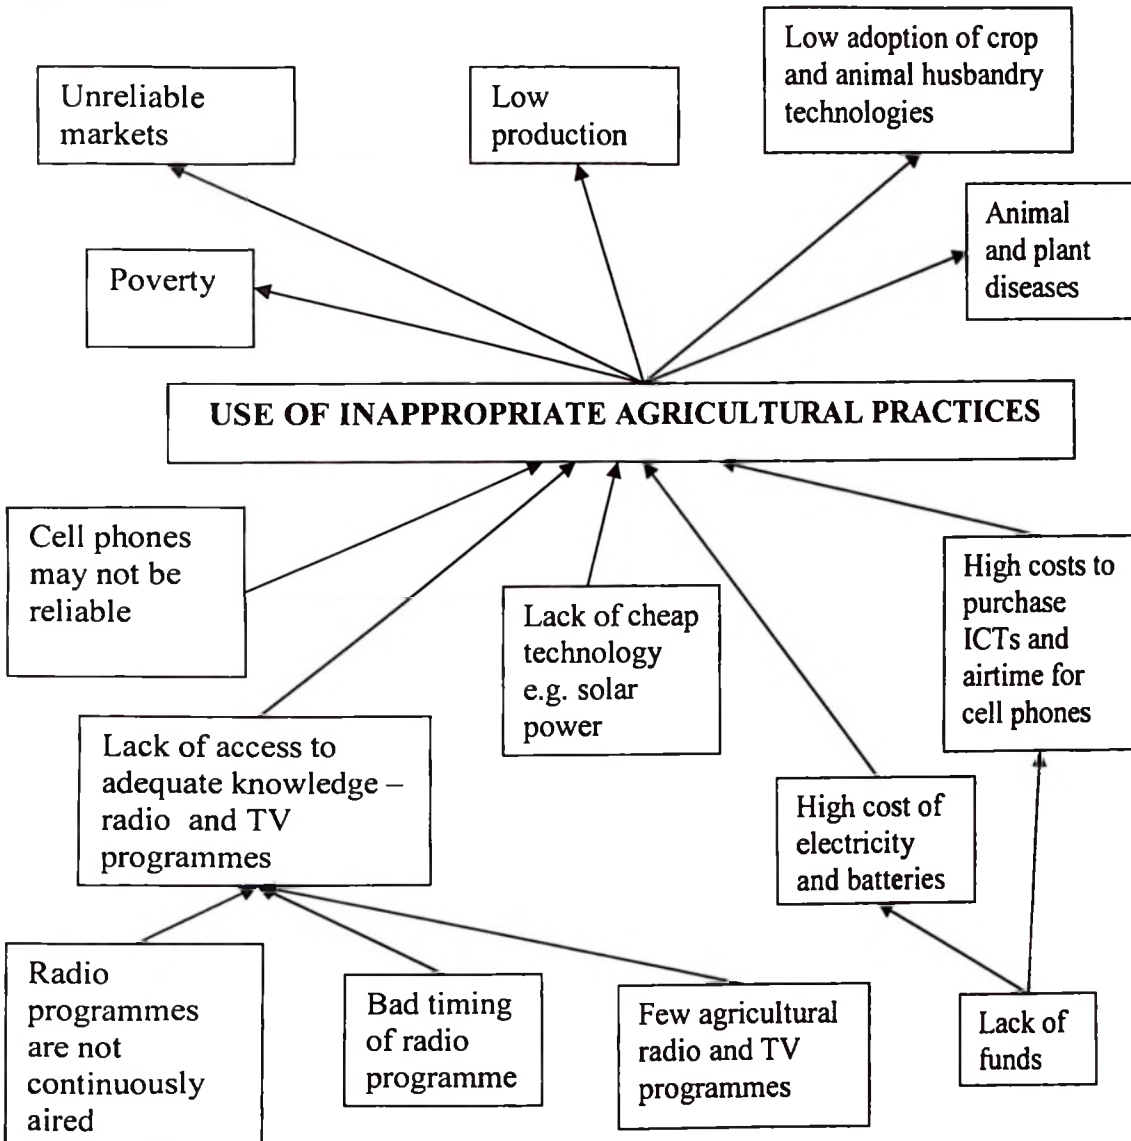 Unreliable
markets
Low
production
Low adoption of crop
and animal husbandry
technologies
Poverty
Animal
and plant
diseases
USE OF INAPPROPRIATE AGRICULTURAL PRACTICES
Cell phones
may not be
reliable
Lack of cheap
technology
e.g. solar
power
High costs to
purchase
ICTs and
airtime for
cell phones
Lack of access to
adequate knowledge –
radio and TV
programmes
High cost of
electricity
and batteries
Radio
programmes
are not
continuously
aired
Bad timing
of radio
programme
Few agricultural
radio and TV
programmes
Lack of
funds